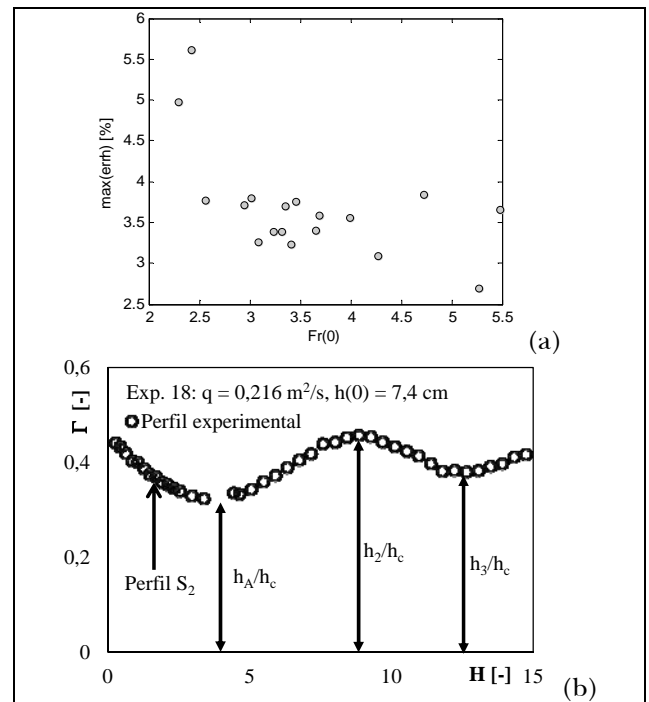 6
5.5
5
4.5
4
3.5
3
2.5
max(errh) [%]
2 2.5 3 3.5 4 4.5 5 5.5
Fr(0)
(a)
0,6
Γ [-]
Exp. 18: q = 0,216 m²/s, h(0) = 7,4 cm
Perfil experimental
0,4
h_A/h_c
h₂/h_c
h₃/h_c
Perfil S₂
0,2
0
0 5 10 H [-] 15
(b)